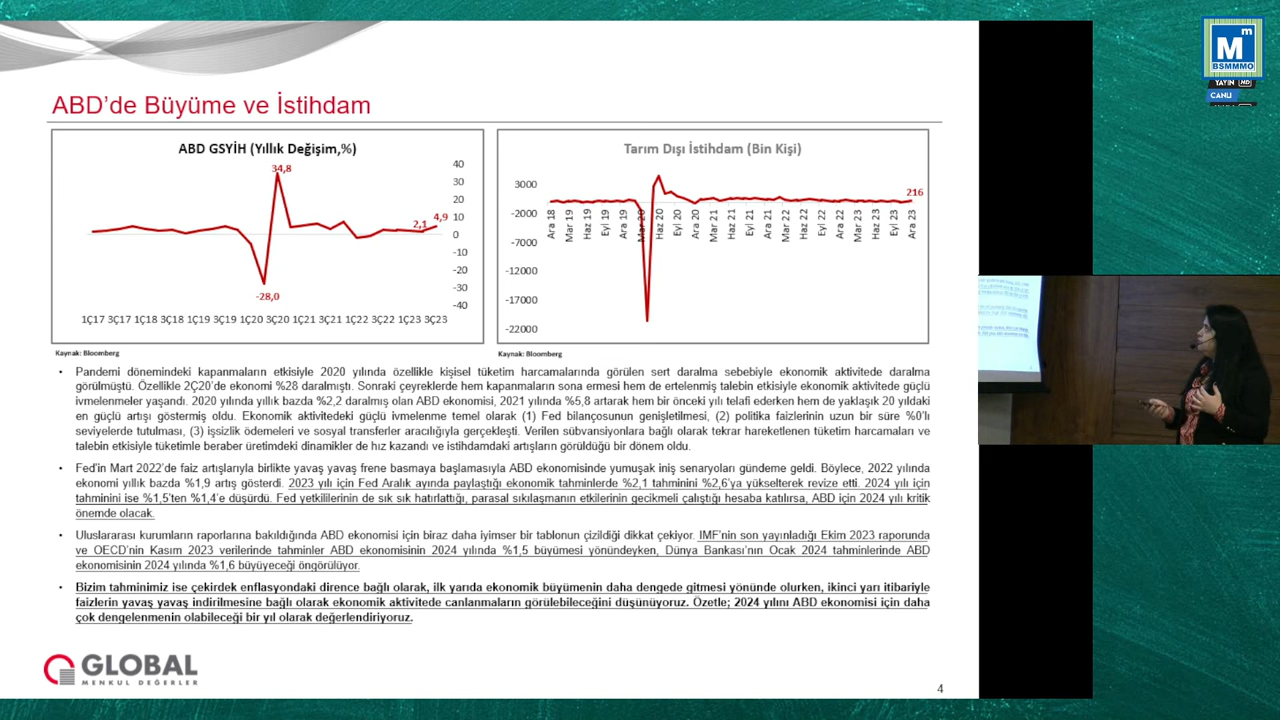 ABD'de Büyüme ve İstihdam
ABD GSYİH (Yıllık Değişim,%)
34,8
40
30
20
10
0
-10
-20
-30
-40
2,1
4,9
-28,0
1Ç17 3Ç17 1Ç18 3Ç18 1Ç19 3Ç19 1Ç20 3Ç20 1Ç21 3Ç21 1Ç22 3Ç22 1Ç23 3Ç23
Kaynak: Bloomberg
Tarım Dışı İstihdam (Bin Kişi)
3000
-2000
-7000
-12000
-17000
-22000
216
Ara 18
Mar 19
Haz 19
Eyl 19
Ara 19
Mar 20
Haz 20
Eyl 20
Ara 20
Mar 21
Haz 21
Eyl 21
Ara 21
Mar 22
Haz 22
Eyl 22
Ara 22
Mar 23
Haz 23
Eyl 23
Ara 23
Kaynak: Bloomberg
• Pandemi dönemindeki kapanmaların etkisiyle 2020 yılında özellikle kişisel tüketim harcamalarında görülen sert daralma sebebiyle ekonomik aktivitede daralma
görülmüştü. Özellikle 2Ç20'de ekonomi %28 daralmıştı. Sonraki çeyreklerde hem kapanmaların sona ermesi hem de ertelenmiş talebin etkisiyle ekonomik aktivitede güçlü
ivmelenmeler yaşandı. 2020 yılında yıllık bazda %2,2 daralmış olan ABD ekonomisi, 2021 yılında %5,8 artarak hem bir önceki yılı telafi ederken hem de yaklaşık 20 yıldaki
en güçlü artışı göstermiş oldu. Ekonomik aktivitedeki güçlü ivmelenme temel olarak (1) Fed bilançosunun genişletilmesi, (2) politika faizlerinin uzun bir süre %0'lı
seviyelerde tutulması, (3) işsizlik ödemeleri ve sosyal transferler aracılığıyla gerçekleşti. Verilen sübvansiyonlara bağlı olarak tekrar hareketlenen tüketim harcamaları ve
talebin etkisiyle tüketimle beraber üretimdeki dinamikler de hız kazandı ve istihdamdaki artışların görüldüğü bir dönem oldu.
• Fed'in Mart 2022'de faiz artışlarıyla birlikte yavaş yavaş frene basmaya başlamasıyla ABD ekonomisinde yumuşak iniş senaryoları gündeme geldi. Böylece, 2022 yılında
ekonomi yıllık bazda %1,9 artış gösterdi. 2023 yılı için Fed Aralık ayında paylaştığı ekonomik tahminlerde %2,1 tahminini %2,6'ya yükselterek revize etti. 2024 yılı için
tahminini ise %1,5'ten %1,4'e düşürdü. Fed yetkililerinin de sık sık hatırlattığı, parasal sıkılaşmanın etkilerinin gecikmeli çalıştığı hesaba katılırsa, ABD için 2024 yılı kritik
önemde olacak.
• Uluslararası kurumların raporlarına bakıldığında ABD ekonomisi için biraz daha iyimser bir tablonun çizildiği dikkat çekiyor. IMF'nin son yayınladığı Ekim 2023 raporunda
ve OECD'nin Kasım 2023 verilerinde tahminler ABD ekonomisinin 2024 yılında %1,5 büyümesi yönündeyken, Dünya Bankası'nın Ocak 2024 tahminlerinde ABD
ekonomisinin 2024 yılında %1,6 büyüyeceği öngörülüyor.
• Bizim tahminimiz ise çekirdek enflasyondaki dirence bağlı olarak, ilk yarıda ekonomik büyümenin daha dengede gitmesi yönünde olurken, ikinci yarı itibariyle
faizlerin yavaş yavaş indirilmesine bağlı olarak ekonomik aktivitede canlanmaların görülebileceğini düşünüyoruz. Özetle; 2024 yılını ABD ekonomisi için daha
çok dengelenmenin olabileceği bir yıl olarak değerlendiriyoruz.
GLOBAL
MENKUL DEĞERLER
4
Mm
BSMMMO
YAYIN HD
CANLI